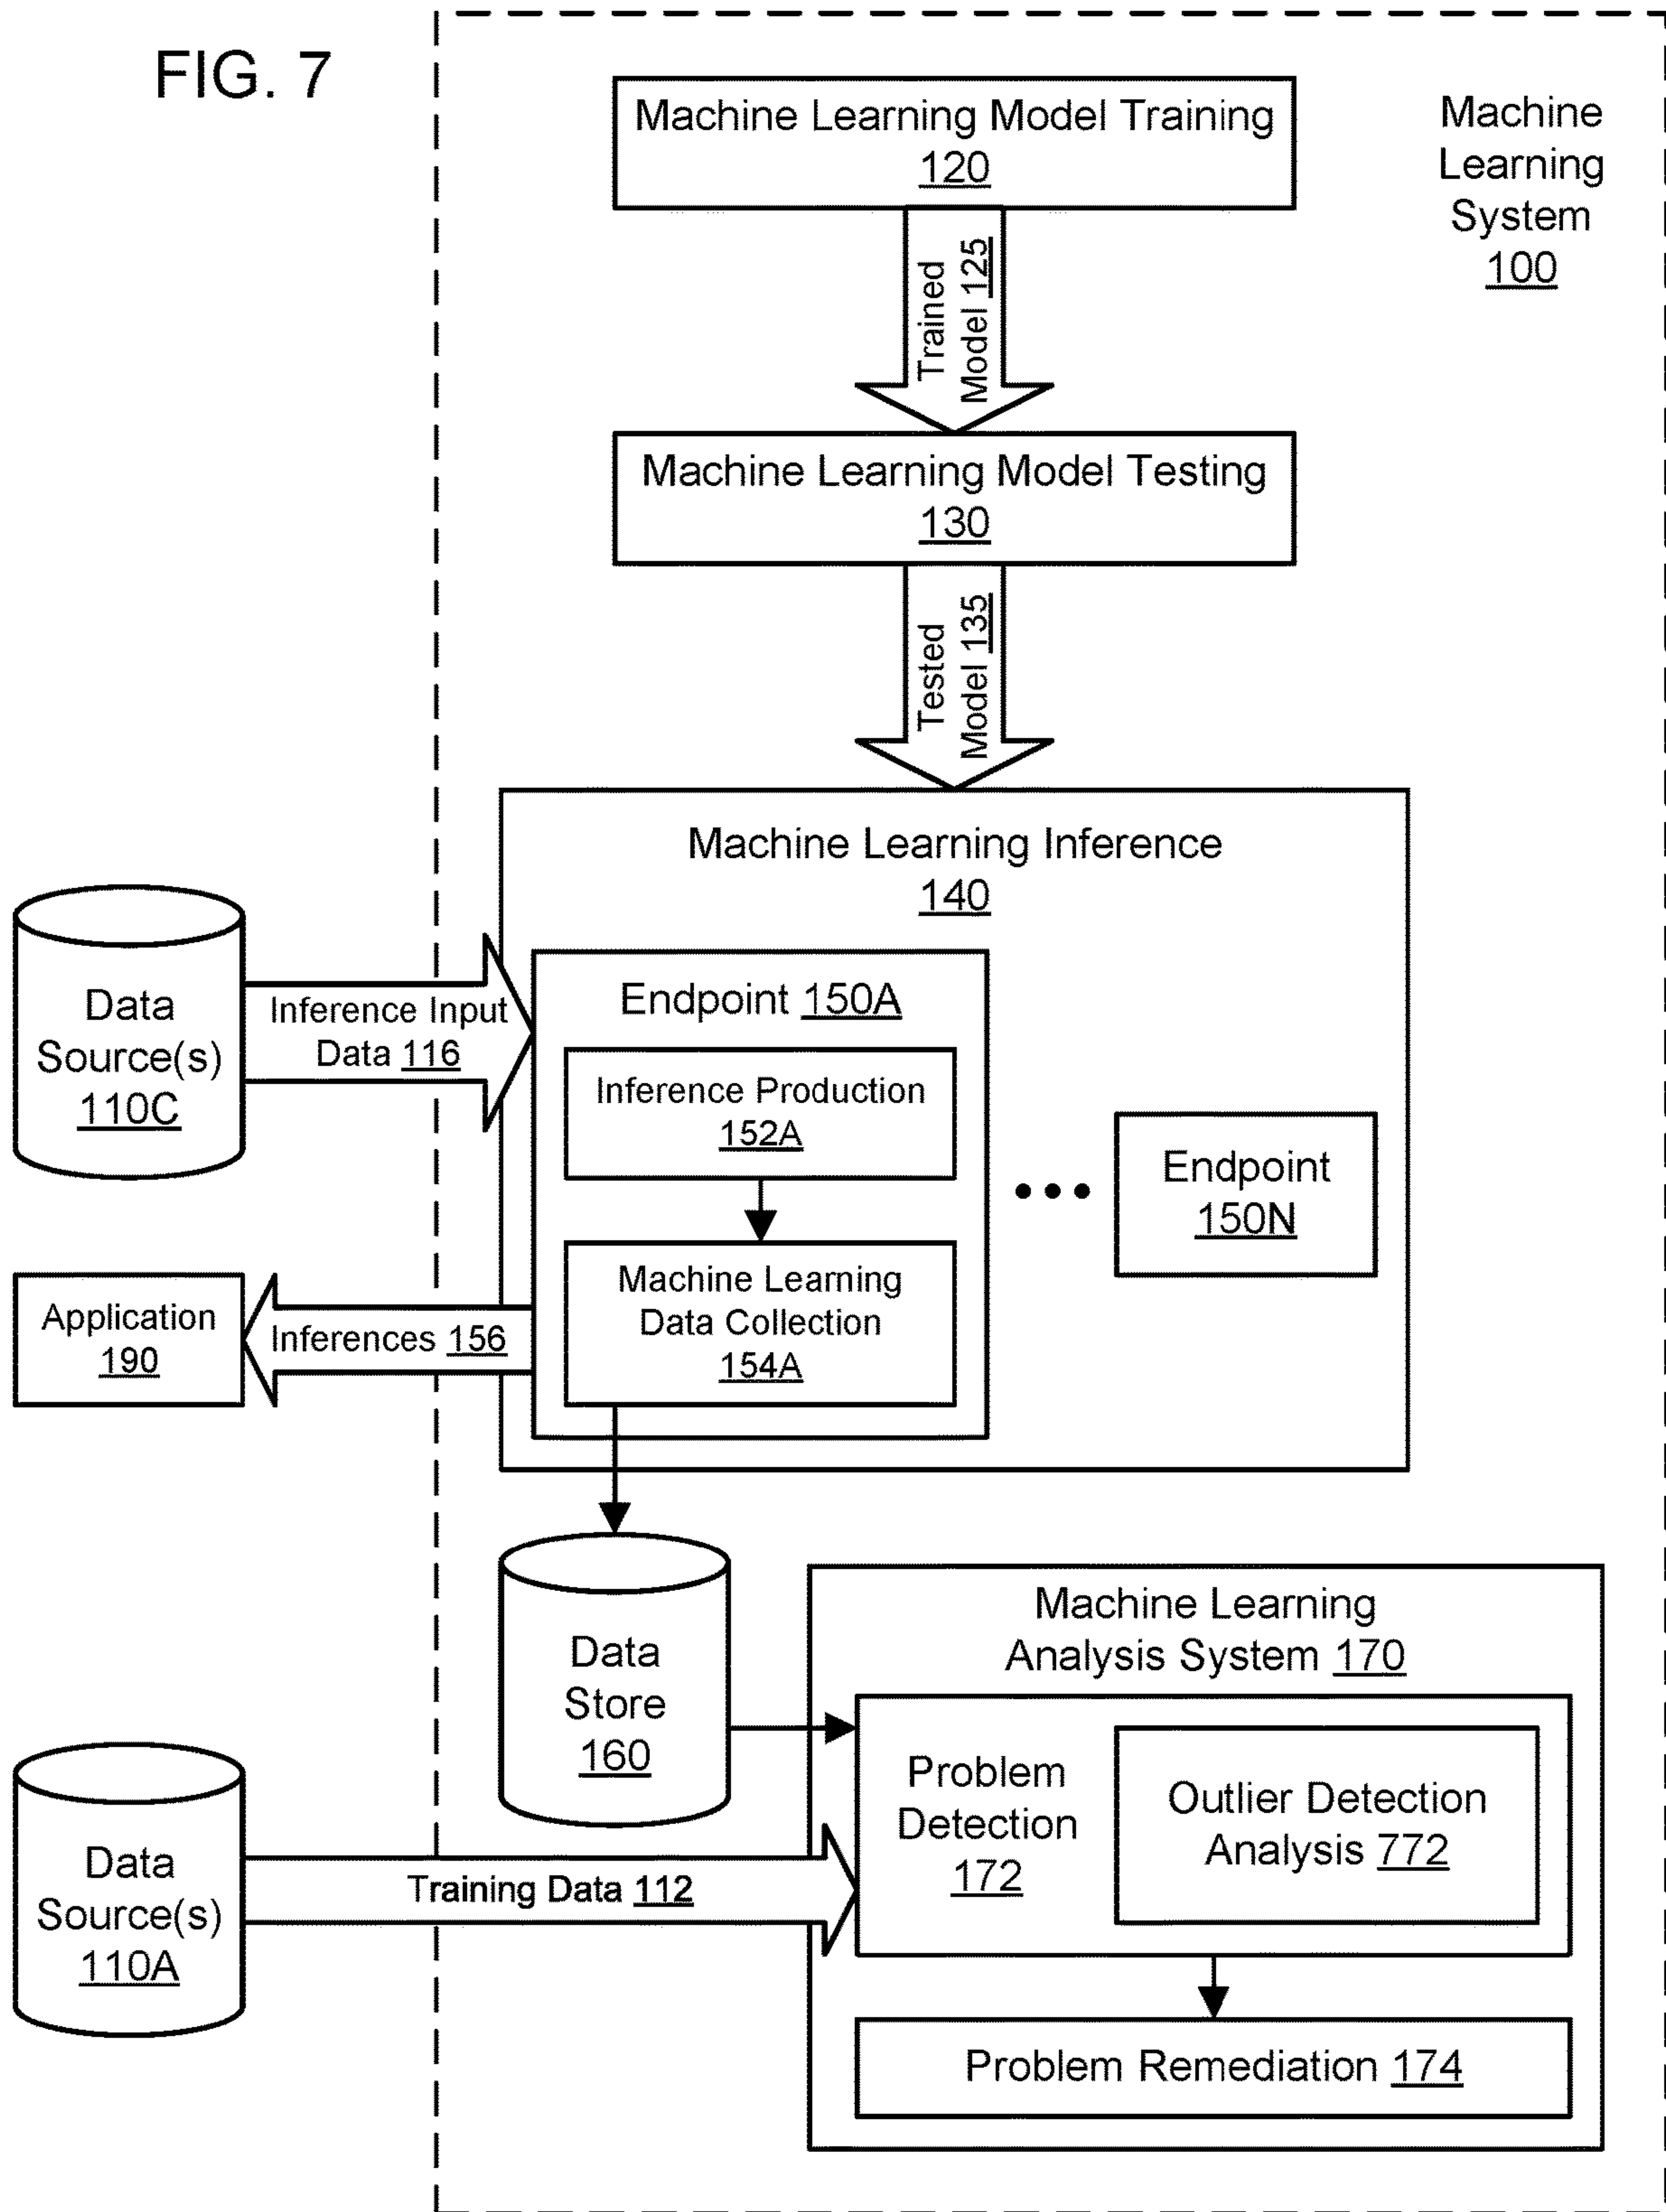 FIG. 7
Machine
Learning
System
100
Machine Learning Model Training
120
Trained
Model 125
Machine Learning Model Testing
130
Tested
Model 135
Machine Learning Inference
140
Data
Source(s)
110C
Inference Input
Data 116
Endpoint 150A
Inference Production
152A
Machine Learning
Data Collection
154A
Endpoint
150N
Application
190
Inferences 156
Data
Store
160
Machine Learning
Analysis System 170
Problem
Detection
172
Outlier Detection
Analysis 772
Data
Source(s)
110A
Training Data 112
Problem Remediation 174